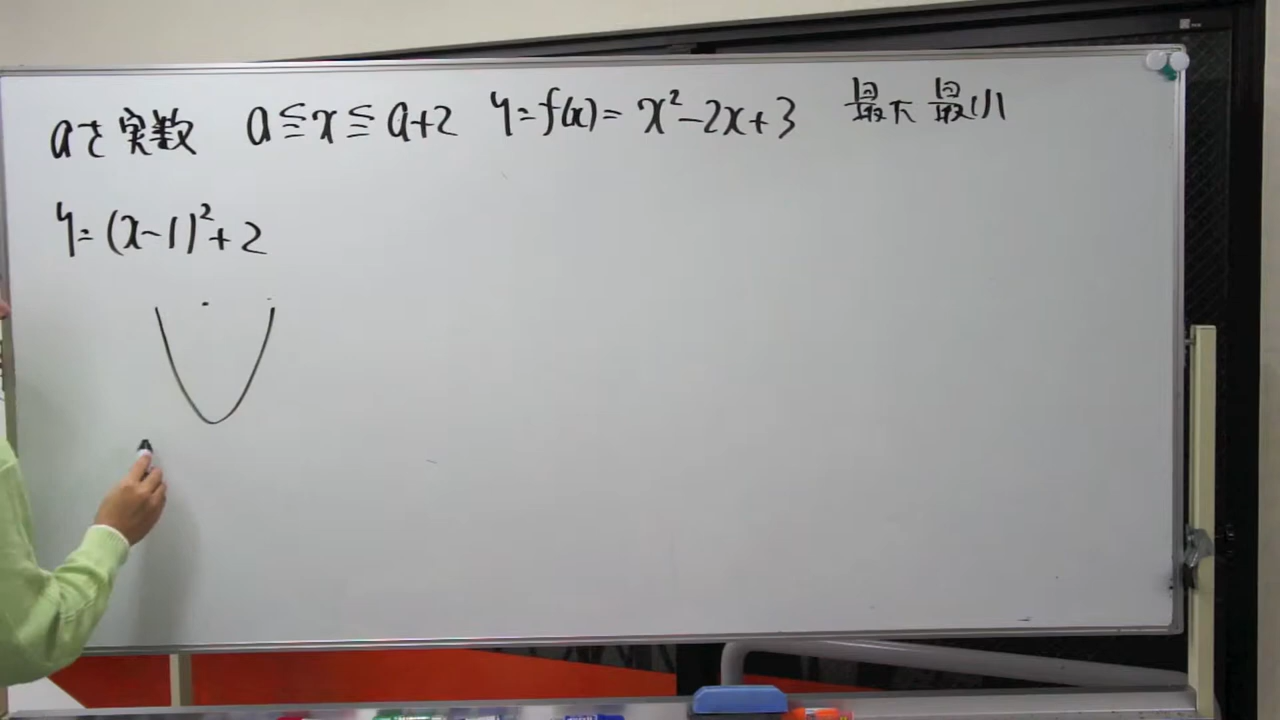 aを実数 a≦x≦a+2 y=f(x)=x²-2x+3 最大 最小
y=(x-1)²+2